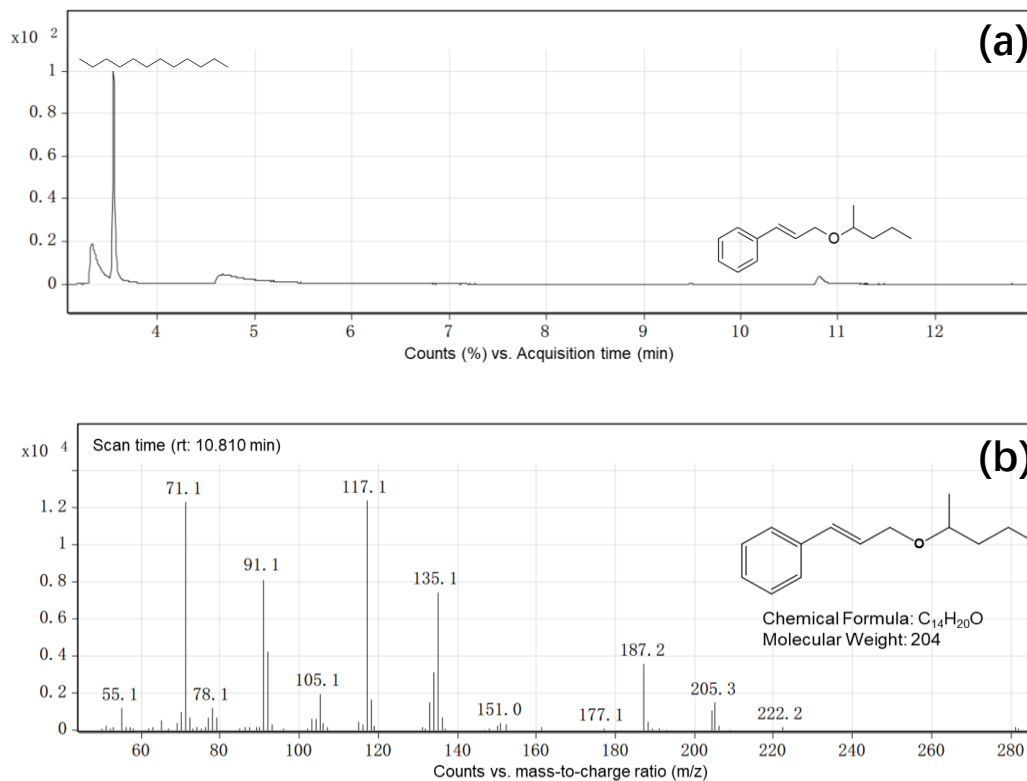 (a)
x10 2
1
0.8
0.6
0.4
0.2
0
O
4 5 6 7 8 9 10 11 12
Counts (%) vs. Acquisition time (min)
x10 4
Scan time (rt: 10.810 min)
(b)
1.2
1
0.8
0.6
0.4
0.2
0
71.1
117.1
91.1
135.1
187.2
55.1
78.1
105.1
151.0
177.1
205.3
222.2
O
Chemical Formula: C14H20O
Molecular Weight: 204
60 80 100 120 140 160 180 200 220 240 260 280
Counts vs. mass-to-charge ratio (m/z)